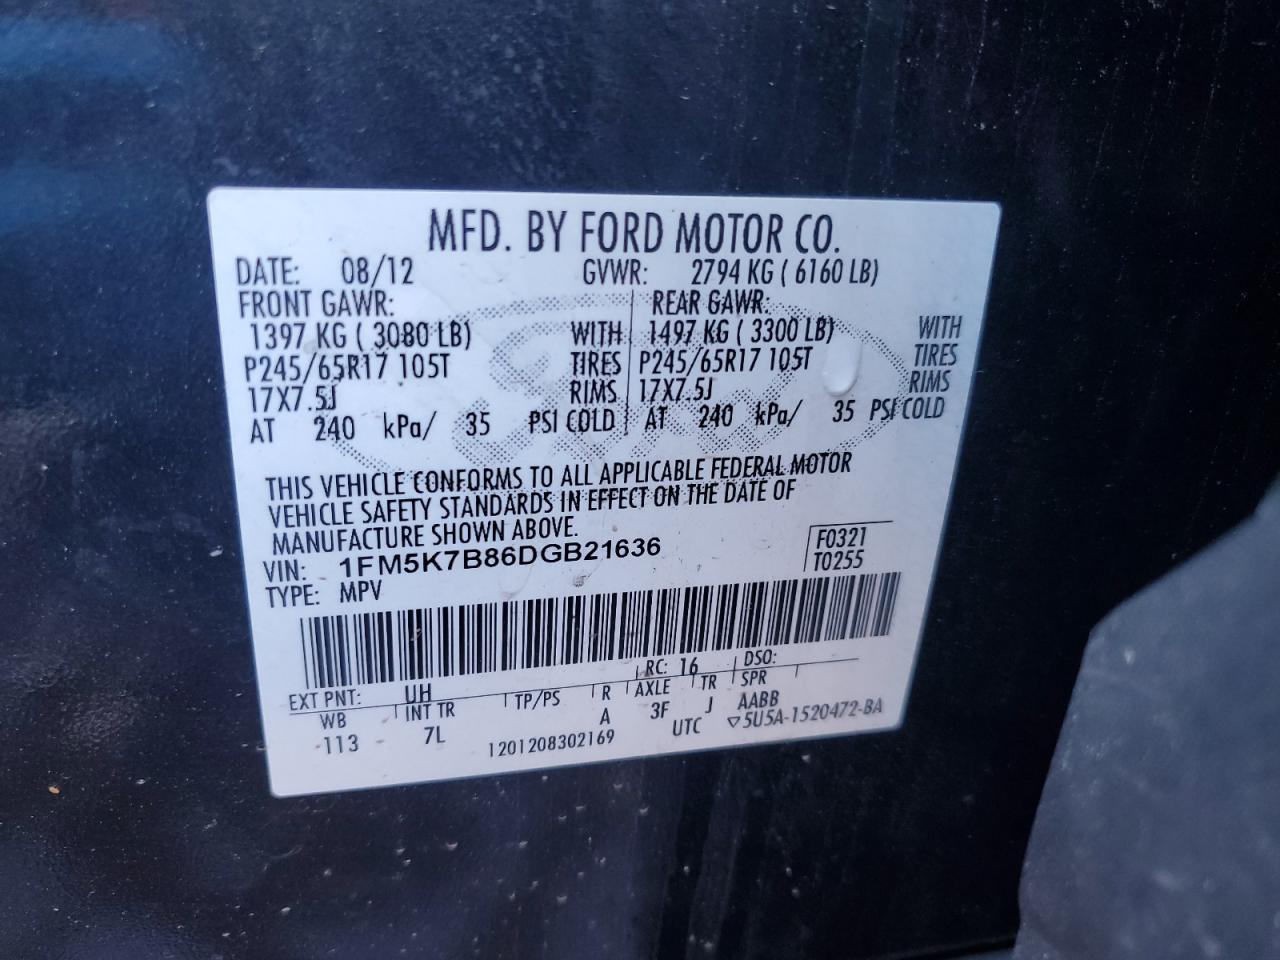 MFD. BY FORD MOTOR CO.
DATE: 08/12 GVWR: 2794 KG ( 6160 LB)
FRONT GAWR: REAR GAWR:
1397 KG ( 3080 LB) WITH 1497 KG ( 3300 LB) WITH
P245/65R17 105T TIRES P245/65R17 105T TIRES
17X7.5J RIMS 17X7.5J RIMS
AT 240 kPa/ 35 PSI COLD AT 240 kPa/ 35 PSI COLD
THIS VEHICLE CONFORMS TO ALL APPLICABLE FEDERAL MOTOR
VEHICLE SAFETY STANDARDS IN EFFECT ON THE DATE OF
MANUFACTURE SHOWN ABOVE.
VIN: 1FM5K7B86DGB21636 F0321
TYPE: MPV T0255
EXT PNT: UH RC: 16 DSO:
WB INT TR TP/PS R AXLE TR SPR
113 7L A 3F J AABB
1201208302169 UTC ▽5U5A-1520472-BA